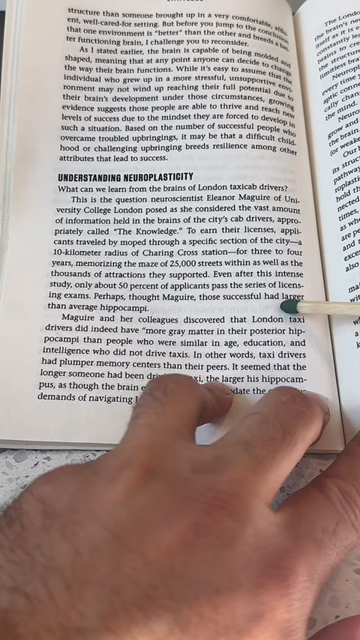 structure than someone brought up in a very comfortable,
ent, well-cared-for setting. But before you jump to the conclusion
that one environment is "better" than the other and breeds a bet-
ter functioning brain, I challenge you to reconsider.
As I stated earlier, the brain is capable of being molded and
shaped, meaning that at any point anyone can decide to change
the way their brain functions. While it's easy to assume that the
individual who grew up in a more stressful, unsupportive envi-
ronment may wind up reaching their full potential due to
their brain's development under those circumstances, growing
evidence suggests those people are able to thrive and reach new
levels of success due to the mindset they are forced to develop in
such a situation. Based on the number of successful people who
overcame troubled upbringings, it may be that a difficult child-
hood or challenging upbringing breeds resilience among other
attributes that lead to success.
UNDERSTANDING NEUROPLASTICITY
What can we learn from the brains of London taxicab drivers?
This is the question neuroscientist Eleanor Maguire of Uni-
versity College London posed as she considered the vast amount
of information held in the brains of the city's cab drivers, appro-
priately called "The Knowledge." To earn their licenses, appli-
cants traveled by moped through a specific section of the city—a
10-kilometer radius of Charing Cross station—for three to four
years, memorizing the maze of 25,000 streets within as well as the
thousands of attractions they supported. Even after this intense
study, only about 50 percent of applicants pass the series of licens-
ing exams. Perhaps, thought Maguire, those successful had larger
than average hippocampi.
Maguire and her colleagues discovered that London taxi
drivers did indeed have "more gray matter in their posterior hip-
pocampi than people who were similar in age, education, and
intelligence who did not drive taxis. In other words, taxi drivers
had plumper memory centers than their peers. It seemed that the
longer someone had been the larger his hippocam-
pus, as though the brain
demands of navigating